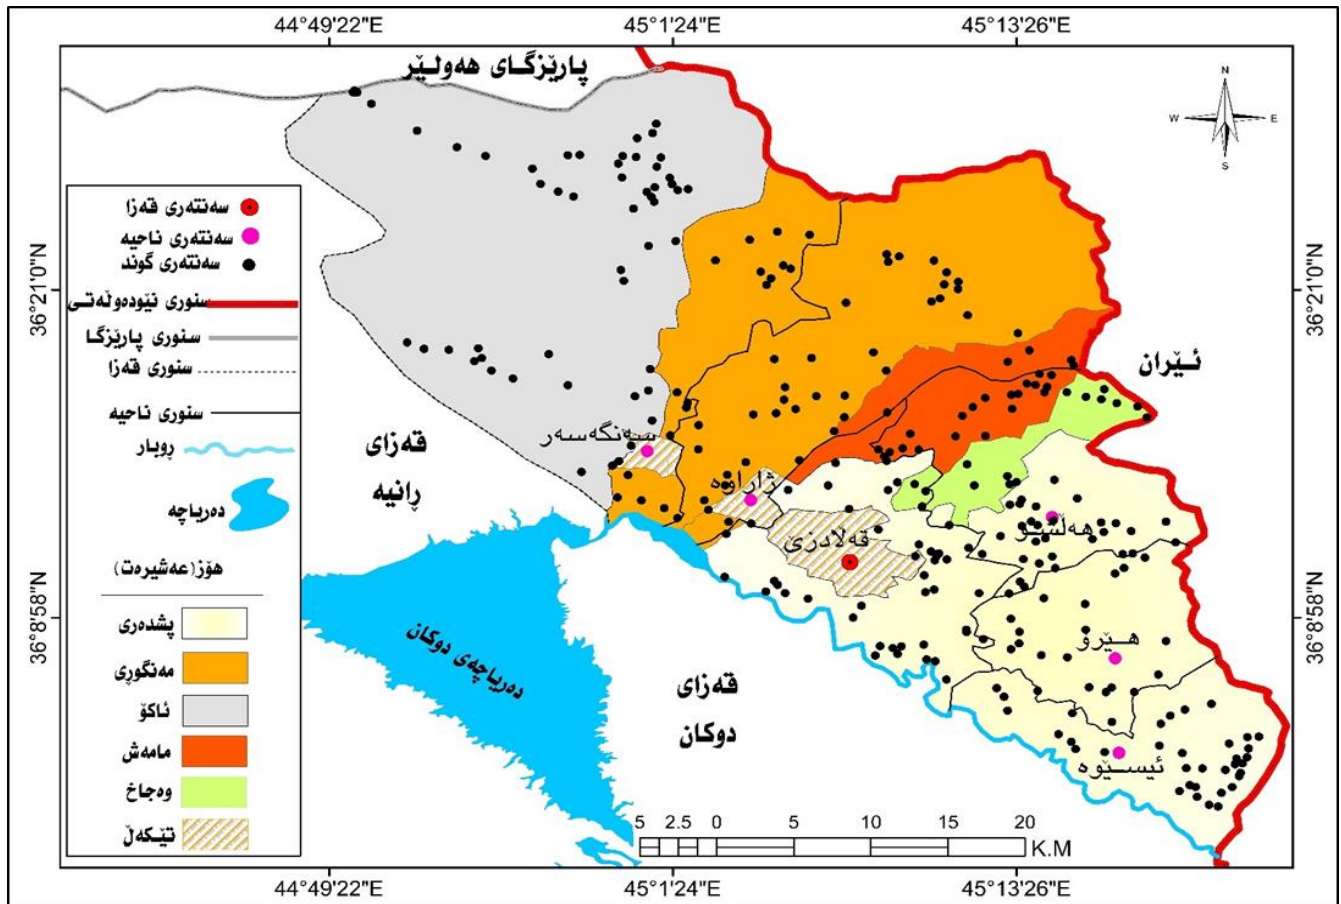 44°49'22"E
45°1'24"E
45°13'26"E
پارێزگای هەولێر
N
W
E
S
سەنتەری قەزا
سەنتەری ناحیە
سەنتەری گوند
سنوری نێودەوڵەتی
سنوری پارێزگا
سنوری قەزا
سنوری ناحیە
ڕوبار
دەریاچە
هۆز(عەشیرەت)
پشدەری
مەنگوڕی
ئاکۆ
مامەش
وەجاخ
تێکەڵ
36°21'0"N
36°21'0"N
ئێران
قەزای
ڕانیە
سەنگەسەر
ژاراوە
هەڵشۆ
قەلادزێ
36°8'58"N
36°8'58"N
هێرۆ
دەریاچەی دوکان
قەزای
دوکان
ئیسێوە
5 2.5 0 5 10 15 20
K.M
44°49'22"E
45°1'24"E
45°13'26"E